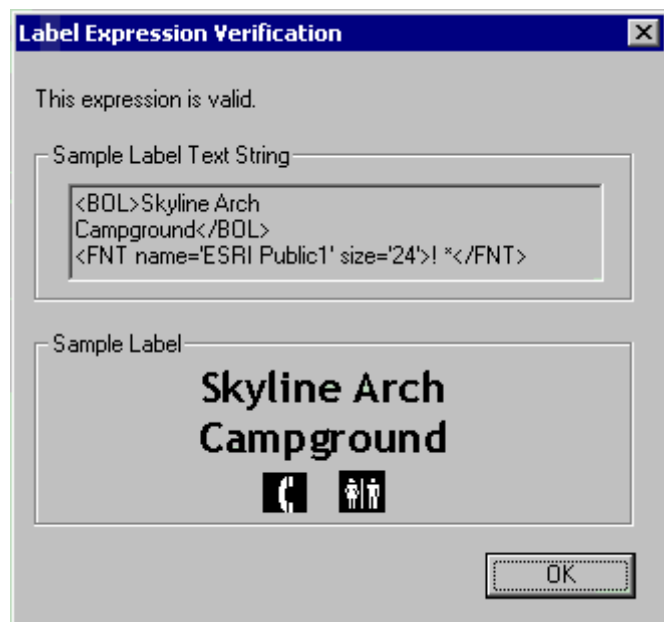 Label Expression Verification
This expression is valid.
Sample Label Text String
<BOL>Skyline Arch
Campground</BOL>
<FNT name='ESRI Public1' size='24'>! *</FNT>
Sample Label
Skyline Arch
Campground
OK